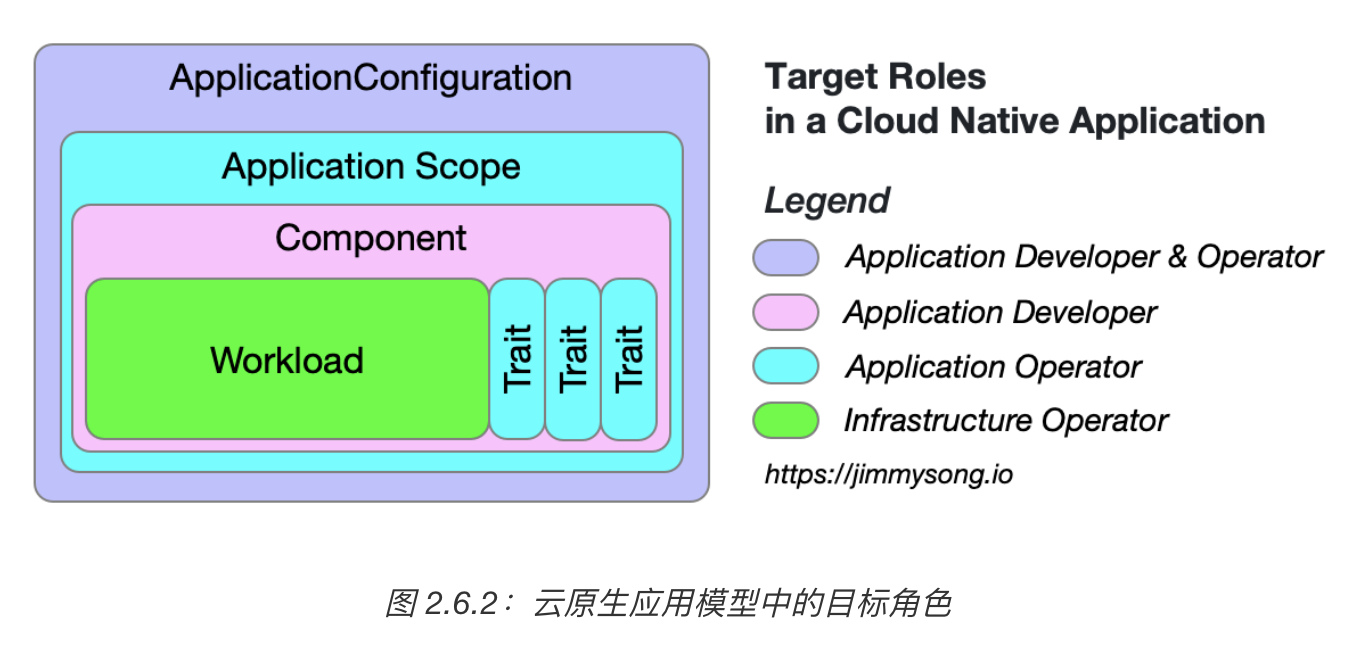 ApplicationConfiguration
Application Scope
Component
Workload
Trait
Trait
Trait
Target Roles
in a Cloud Native Application
Legend
Application Developer & Operator
Application Developer
Application Operator
Infrastructure Operator
https://jimmysong.io
图 2.6.2：云原生应用模型中的目标角色